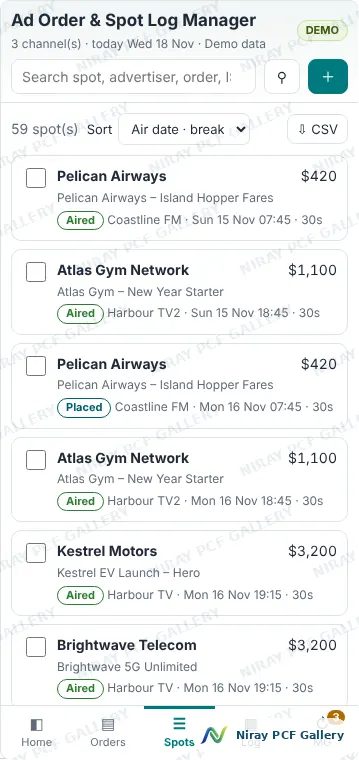 Ad Order & Spot Log Manager
3 channel(s) · today Wed 18 Nov · Demo data
DEMO
Search spot, advertiser, order, I
59 spot(s) Sort Air date · break ⇩ CSV
Pelican Airways $420
Pelican Airways – Island Hopper Fares
Aired Coastline FM · Sun 15 Nov 07:45 · 30s
Atlas Gym Network $1,100
Atlas Gym – New Year Starter
Aired Harbour TV2 · Sun 15 Nov 18:45 · 30s
Pelican Airways $420
Pelican Airways – Island Hopper Fares
Placed Coastline FM · Mon 16 Nov 07:45 · 30s
Atlas Gym Network $1,100
Atlas Gym – New Year Starter
Aired Harbour TV2 · Mon 16 Nov 18:45 · 30s
Kestrel Motors $3,200
Kestrel EV Launch – Hero
Aired Harbour TV · Mon 16 Nov 19:15 · 30s
Brightwave Telecom $3,200
Brightwave 5G Unlimited
Aired Harbour TV · Mon 16 Nov 19:15 · 30s
Home Orders Spots Log
Niray PCF Gallery
NIRAY PCF GALLERY